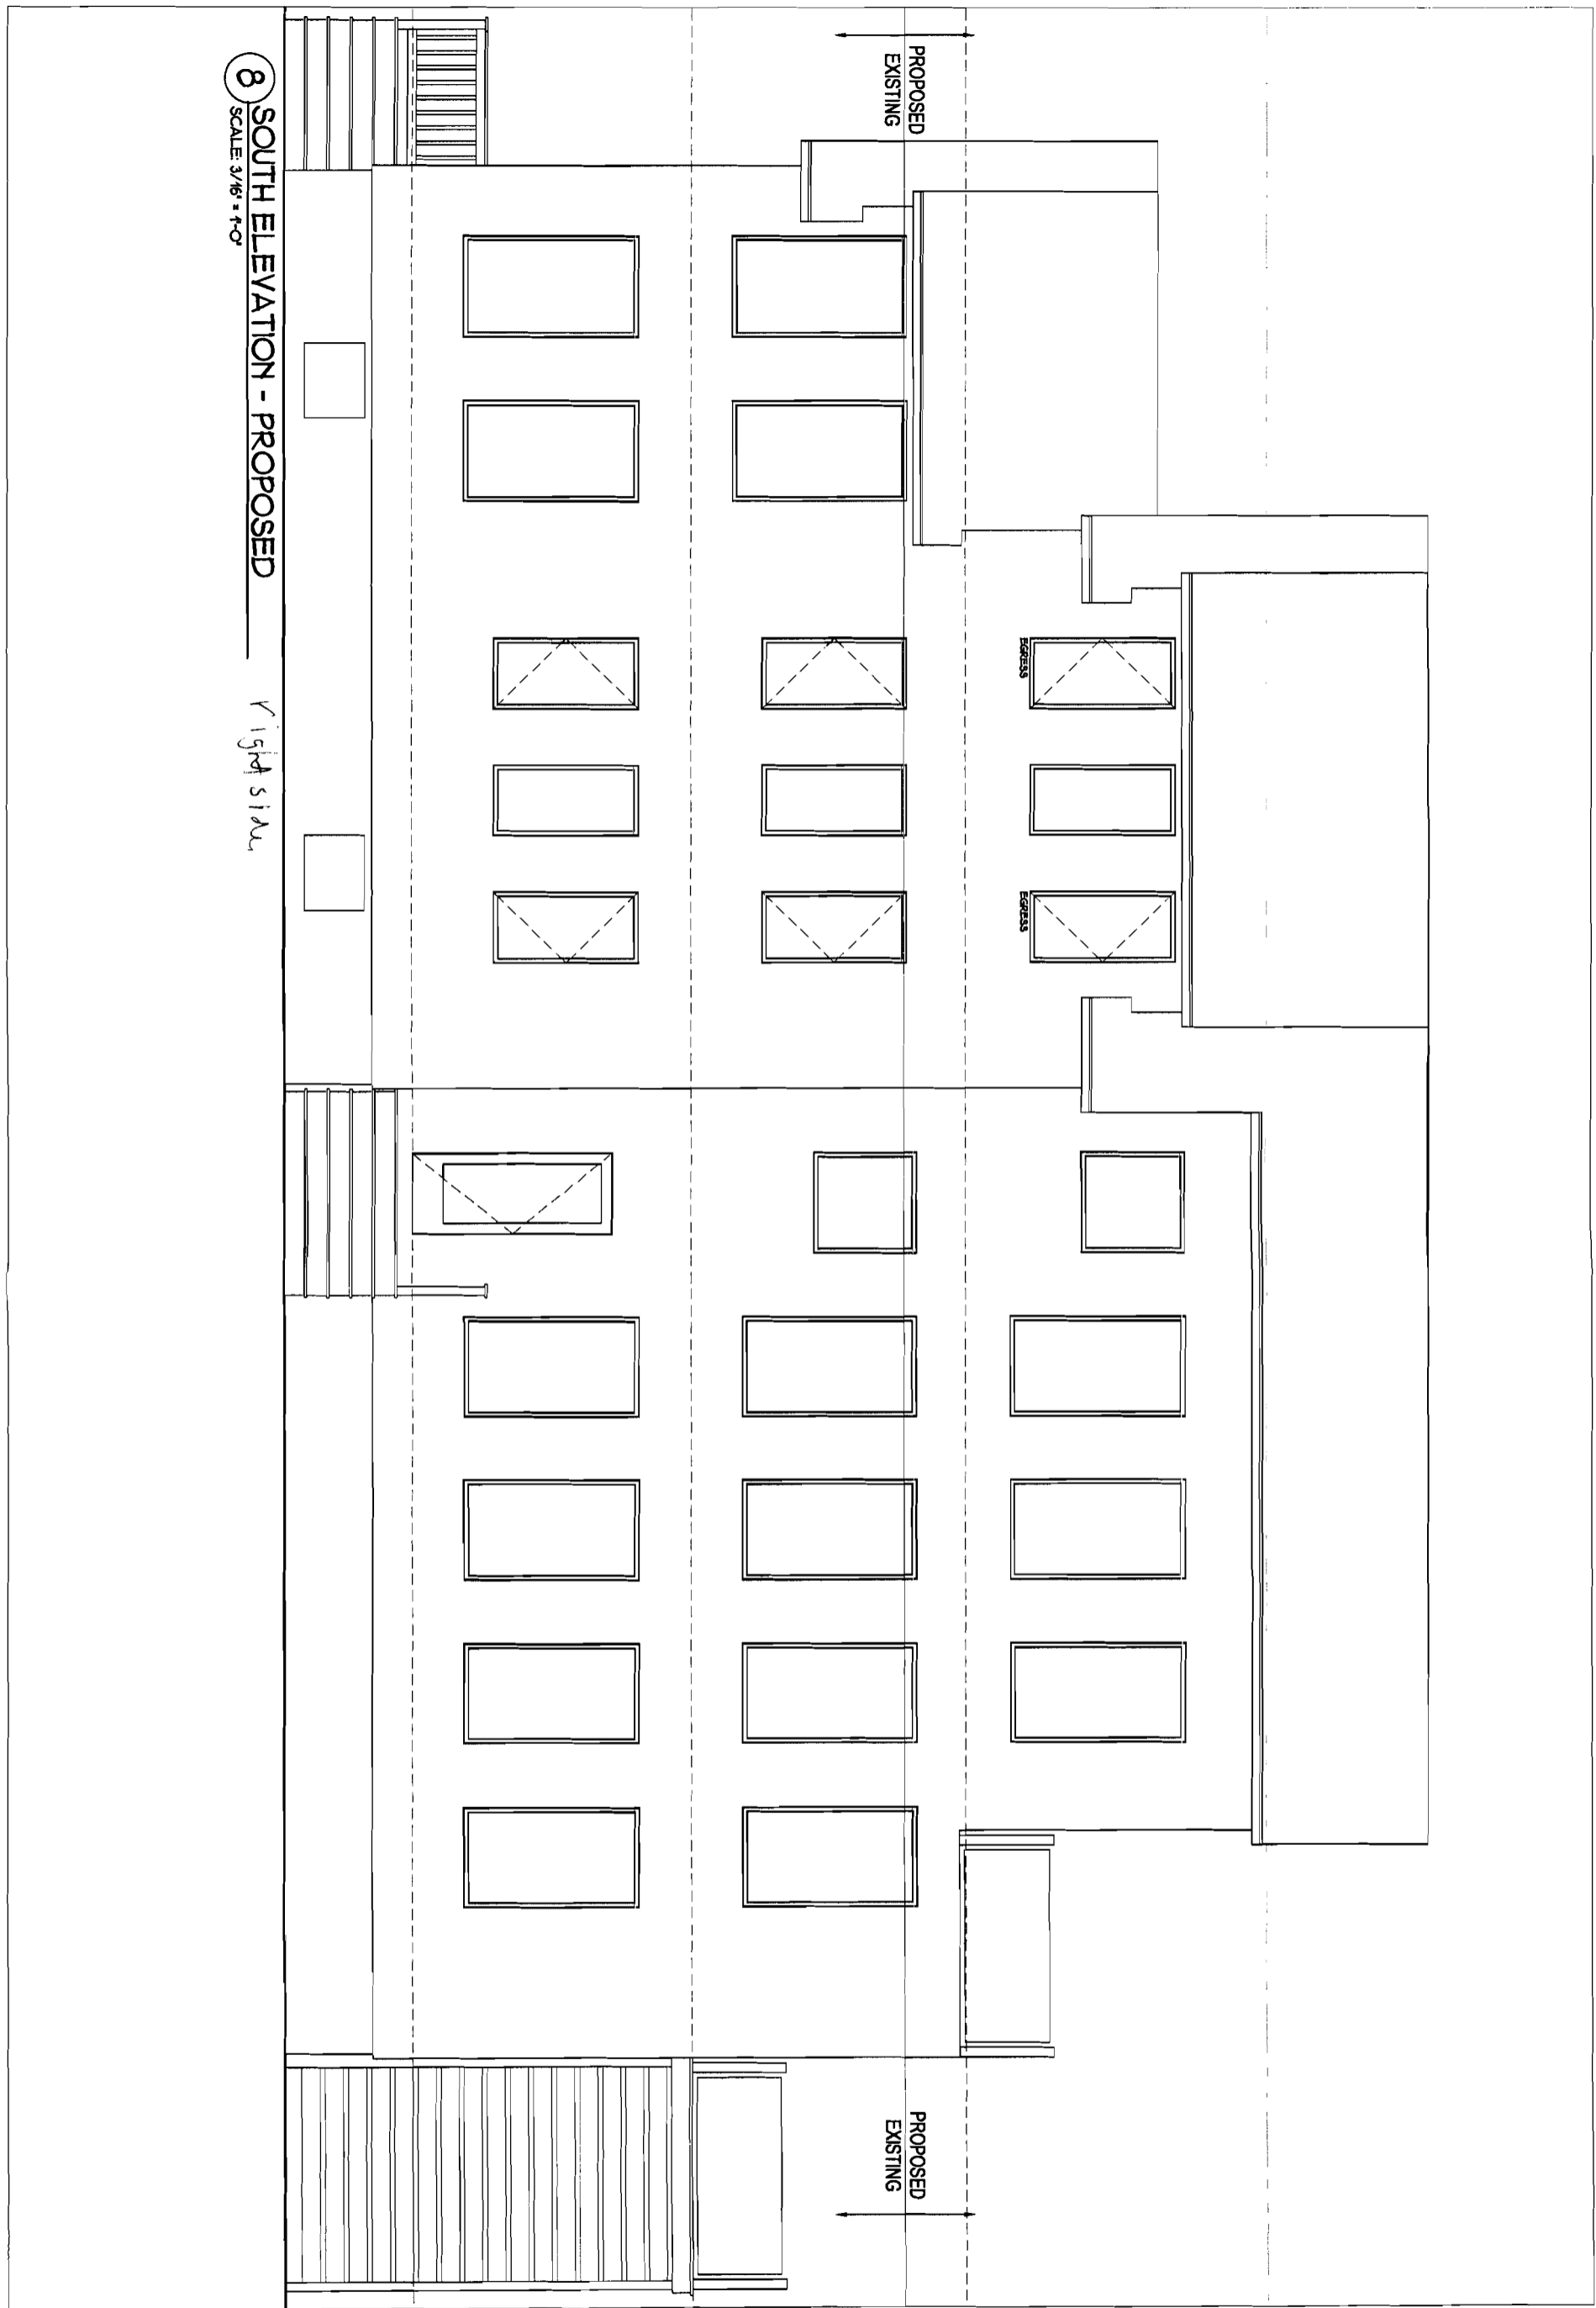 PROPOSED
EXISTING
EGRESS
EGRESS
PROPOSED
EXISTING
8
SOUTH ELEVATION - PROPOSED
SCALE: 3/16" = 1'-0"
right side